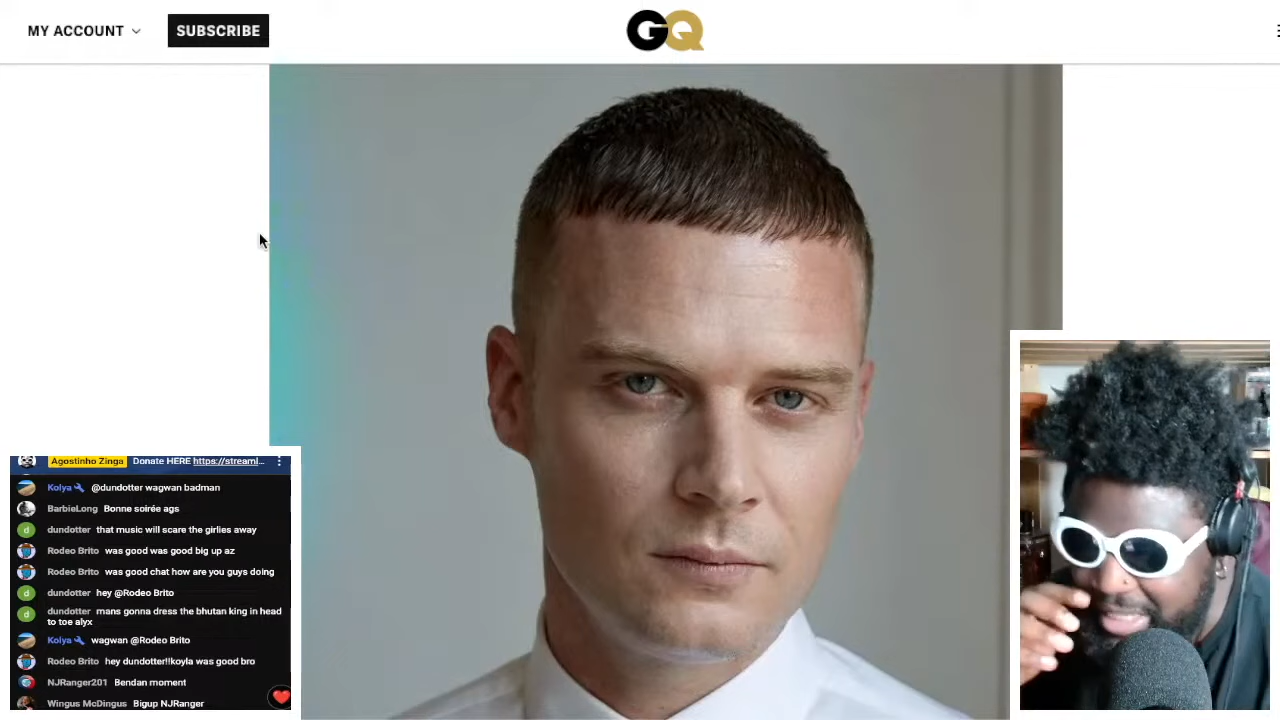 MY ACCOUNT
SUBSCRIBE
GQ
Agostinho Zinga Donate HERE https://streaml...
Kolya @dundotter wagwan badman
BarbieLong Bonne soirée ags
dundotter that music will scare the girlies away
Rodeo Brito was good was good big up az
Rodeo Brito was good chat how are you guys doing
d
dundotter hey @Rodeo Brito
d
dundotter mans gonna dress the bhutan king in head
to toe alyx
d
Kolya wagwan @Rodeo Brito
Rodeo Brito hey dundotter!!koyla was good bro
NJRanger201 Bendan moment
Wingus McDingus Bigup NJRanger